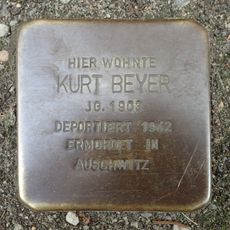 HIER WOHNTE
KURT BEYER
JG. 1903
DEPORTIERT 1942
ERMORDET IN
AUSCHWITZ